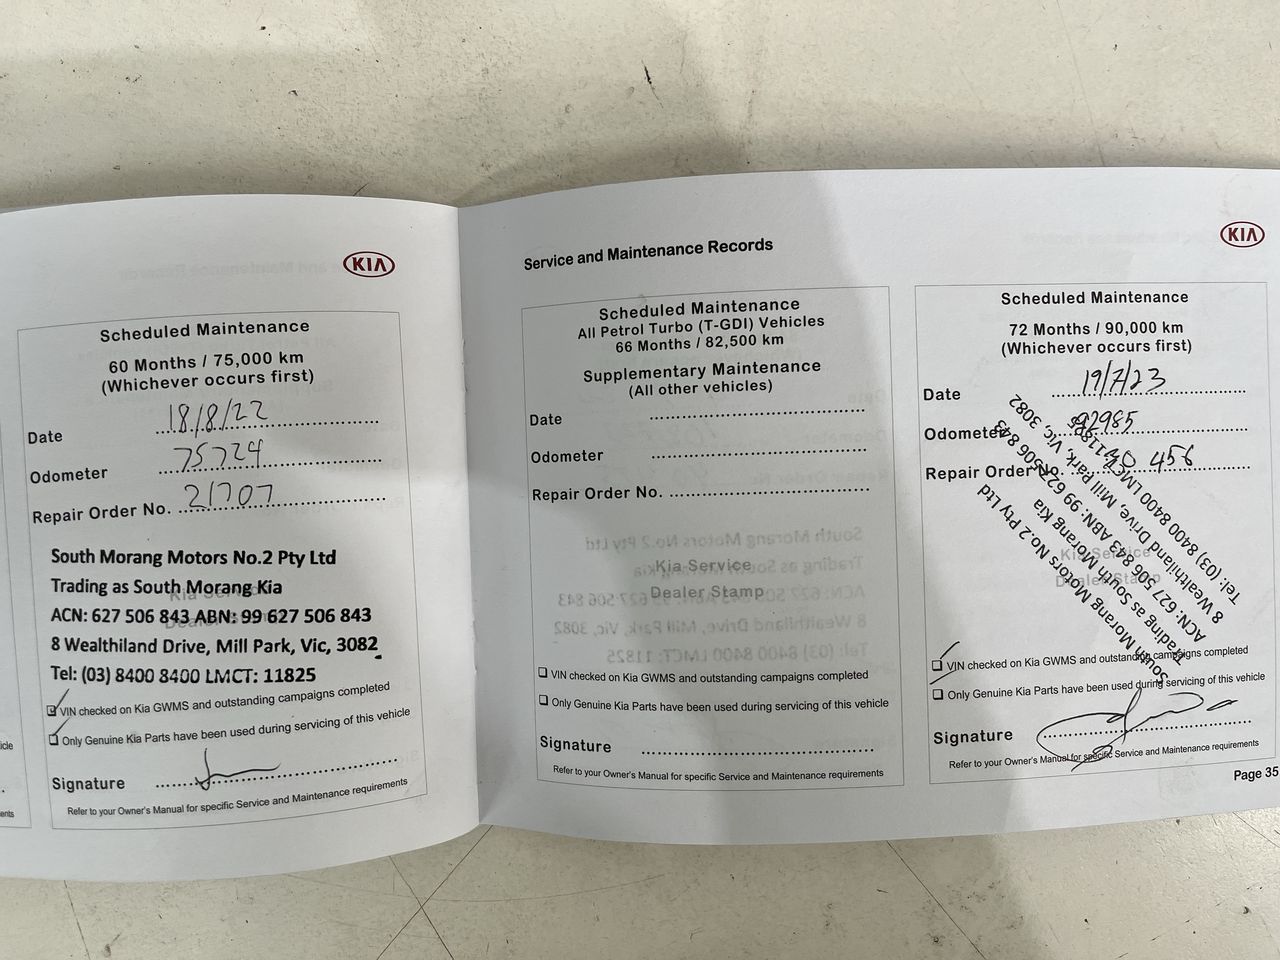 KIA
Scheduled Maintenance
60 Months / 75,000 km
(Whichever occurs first)
Date 18/8/22
Odometer 75724
Repair Order No. 21707
South Morang Motors No.2 Pty Ltd
Trading as South Morang Kia
ACN: 627 506 843 ABN: 99 627 506 843
8 Wealthiland Drive, Mill Park, Vic, 3082
Tel: (03) 8400 8400 LMCT: 11825
VIN checked on Kia GWMS and outstanding campaigns completed
Only Genuine Kia Parts have been used during servicing of this vehicle
Signature
Refer to your Owner's Manual for specific Service and Maintenance requirements
Service and Maintenance Records
Scheduled Maintenance
All Petrol Turbo (T-GDI) Vehicles
66 Months / 82,500 km
Supplementary Maintenance
(All other vehicles)
Date
Odometer
Repair Order No.
Kia Service
Dealer Stamp
VIN checked on Kia GWMS and outstanding campaigns completed
Only Genuine Kia Parts have been used during servicing of this vehicle
Signature
Refer to your Owner's Manual for specific Service and Maintenance requirements
KIA
Scheduled Maintenance
72 Months / 90,000 km
(Whichever occurs first)
Date 19/7/23
Odometer 92985
Repair Order 456
Kia Service
Dealer Stamp
South Morang Motors No.2 Pty Ltd
Trading as South Morang Kia
ACN: 627 506 843 ABN: 99 627 506 843
8 Wealthiland Drive, Mill Park, Vic, 3082
Tel: (03) 8400 8400 LMCT: 11825
VIN checked on Kia GWMS and outstanding campaigns completed
Only Genuine Kia Parts have been used during servicing of this vehicle
Signature
Refer to your Owner's Manual for specific Service and Maintenance requirements
Page 35